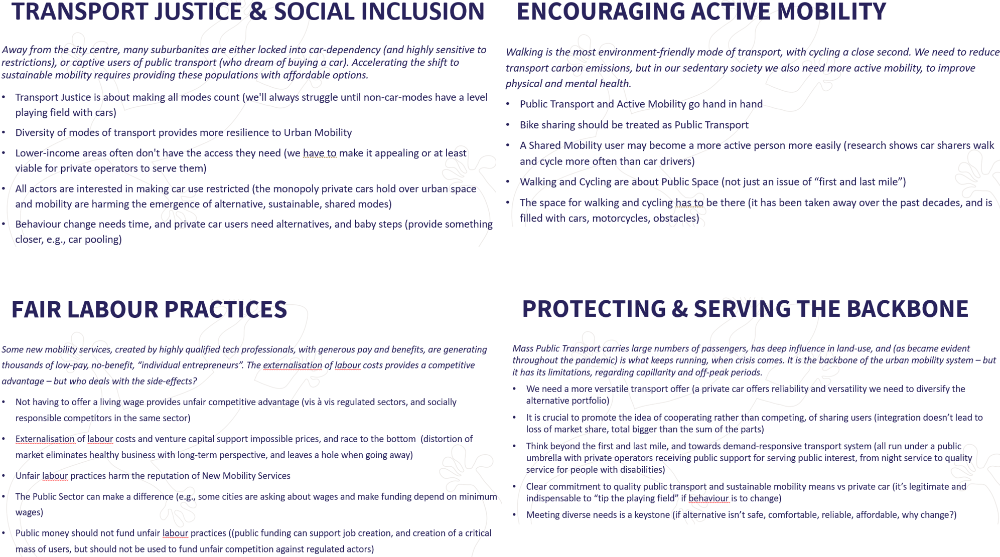 TRANSPORT JUSTICE & SOCIAL INCLUSION
Away from the city centre, many suburbanites are either locked into car-dependency (and highly sensitive to
restrictions), or captive users of public transport (who dream of buying a car). Accelerating the shift to
sustainable mobility requires providing these populations with affordable options.
• Transport Justice is about making all modes count (we'll always struggle until non-car-modes have a level
playing field with cars)
• Diversity of modes of transport provides more resilience to Urban Mobility
• Lower-income areas often don't have the access they need (we have to make it appealing or at least
viable for private operators to serve them)
• All actors are interested in making car use restricted (the monopoly private cars hold over urban space
and mobility are harming the emergence of alternative, sustainable, shared modes)
• Behaviour change needs time, and private car users need alternatives, and baby steps (provide something
closer, e.g., car pooling)
ENCOURAGING ACTIVE MOBILITY
Walking is the most environment-friendly mode of transport, with cycling a close second. We need to reduce
transport carbon emissions, but in our sedentary society we also need more active mobility, to improve
physical and mental health.
• Public Transport and Active Mobility go hand in hand
• Bike sharing should be treated as Public Transport
• A Shared Mobility user may become a more active person more easily (research shows car sharers walk
and cycle more often than car drivers)
• Walking and Cycling are about Public Space (not just an issue of “first and last mile”)
• The space for walking and cycling has to be there (it has been taken away over the past decades, and is
filled with cars, motorcycles, obstacles)
FAIR LABOUR PRACTICES
Some new mobility services, created by highly qualified tech professionals, with generous pay and benefits, are generating
thousands of low-pay, no-benefit, “individual entrepreneurs”. The externalisation of labour costs provides a competitive
advantage – but who deals with the side-effects?
• Not having to offer a living wage provides unfair competitive advantage (vis à vis regulated sectors, and socially
responsible competitors in the same sector)
• Externalisation of labour costs and venture capital support impossible prices, and race to the bottom (distortion of
market eliminates healthy business with long-term perspective, and leaves a hole when going away)
• Unfair labour practices harm the reputation of New Mobility Services
• The Public Sector can make a difference (e.g., some cities are asking about wages and make funding depend on minimum
wages)
• Public money should not fund unfair labour practices ((public funding can support job creation, and creation of a critical
mass of users, but should not be used to fund unfair competition against regulated actors)
PROTECTING & SERVING THE BACKBONE
Mass Public Transport carries large numbers of passengers, has deep influence in land-use, and (as became evident
throughout the pandemic) is what keeps running, when crisis comes. It is the backbone of the urban mobility system – but
it has its limitations, regarding capillarity and off-peak periods.
• We need a more versatile transport offer (a private car offers reliability and versatility we need to diversify the
alternative portfolio)
• It is crucial to promote the idea of cooperating rather than competing, of sharing users (integration doesn’t lead to
loss of market share, total bigger than the sum of the parts)
• Think beyond the first and last mile, and towards demand-responsive transport system (all run under a public
umbrella with private operators receiving public support for serving public interest, from night service to quality
service for people with disabilities)
• Clear commitment to quality public transport and sustainable mobility means vs private car (it’s legitimate and
indispensable to “tip the playing field” if behaviour is to change)
• Meeting diverse needs is a keystone (if alternative isn’t safe, comfortable, reliable, affordable, why change?)